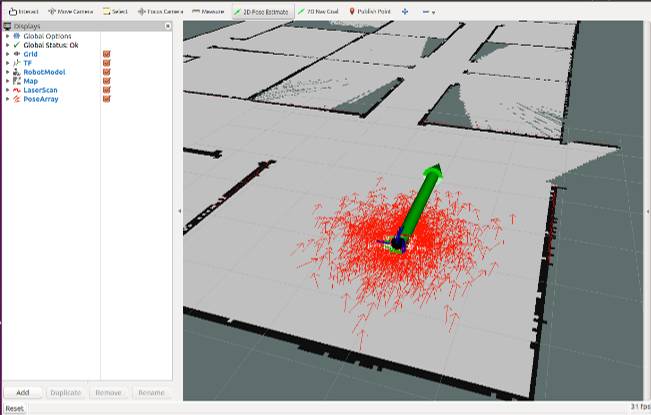 Interact Move Camera Select Focus Camera Measure 2D Pose Estimate 2D Nav Goal Publish Point
Displays
Global Options
Global Status: Ok
Grid
TF
RobotModel
Map
LaserScan
PoseArray
Add Duplicate Remove Rename
Reset 31 fps